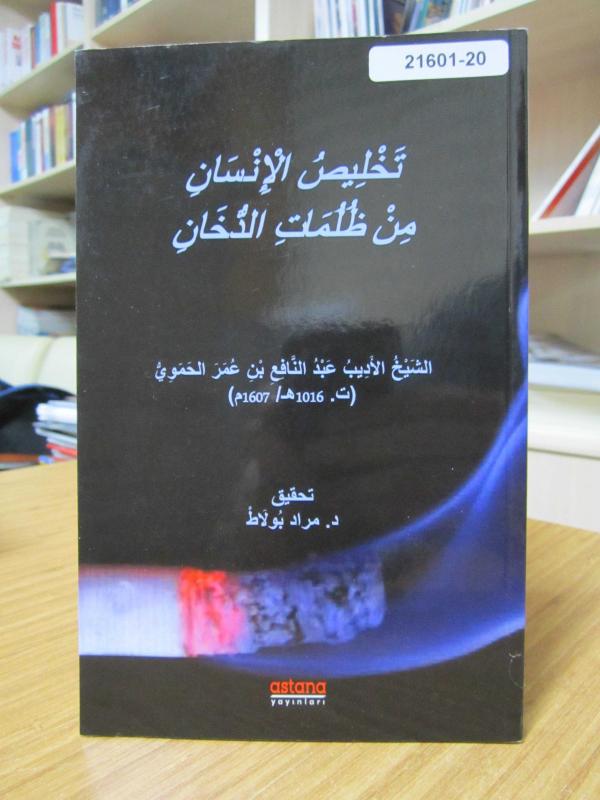 21601-20
تَخْلِيصُ الْإِنْسَانِ
مِنْ ظُلُمَاتِ الدُّخَانِ
الشَيْخُ الأَدِيبُ عَبْدُ النَّافَعِ بْنِ عُمَرَ الحَمَوِيُّ
(ت. 1016هـ/ 1607م)
تحقيق
د. مراد بُولَاطْ
astana
yayınları